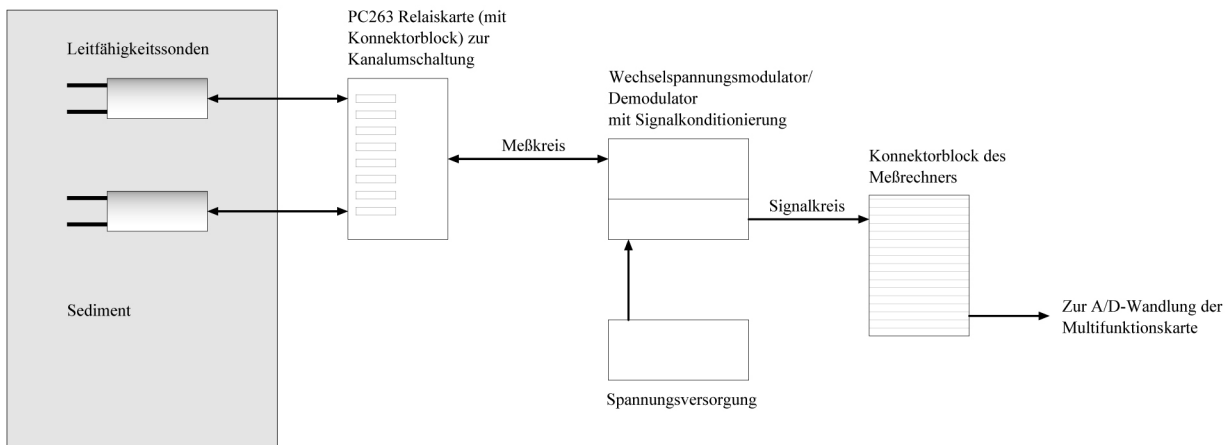 PC263 Relaiskarte (mit
Konnektorblock) zur
Kanalumschaltung
Leitfähigkeitssonden
Wechselspannungsmodulator/
Demodulator
mit Signalkonditionierung
Meßkreis
Konnektorblock des
Meßrechners
Signalkreis
Sediment
Zur A/D-Wandlung der
Multifunktionskarte
Spannungsversorgung